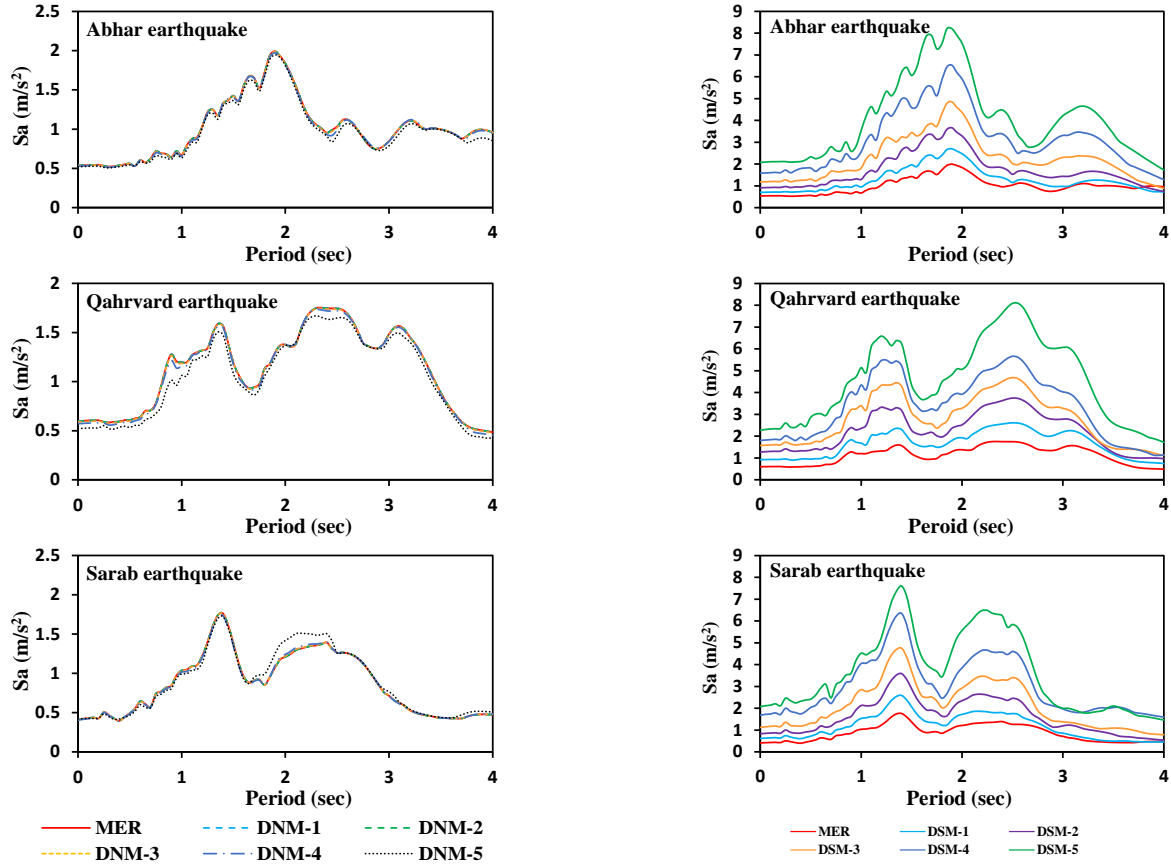 Abhar earthquake
Sa (m/s²)
2.5
2
1.5
1
0.5
0
0 1 2 3 4
Period (sec)
Abhar earthquake
Sa (m/s²)
9
8
7
6
5
4
3
2
1
0
0 1 2 3 4
Period (sec)
Qahrvard earthquake
Sa (m/s²)
2
1.5
1
0.5
0
0 1 2 3 4
Period (sec)
Qahrvard earthquake
Sa (m/s²)
9
8
7
6
5
4
3
2
1
0
0 1 2 3 4
Peroid (sec)
Sarab earthquake
Sa (m/s²)
2.5
2
1.5
1
0.5
0
0 1 2 3 4
Period (sec)
Sarab earthquake
Sa (m/s²)
9
8
7
6
5
4
3
2
1
0
0 1 2 3 4
Period (sec)
MER DNM-1 DNM-2
DNM-3 DNM-4 DNM-5
MER DSM-1 DSM-2
DSM-3 DSM-4 DSM-5